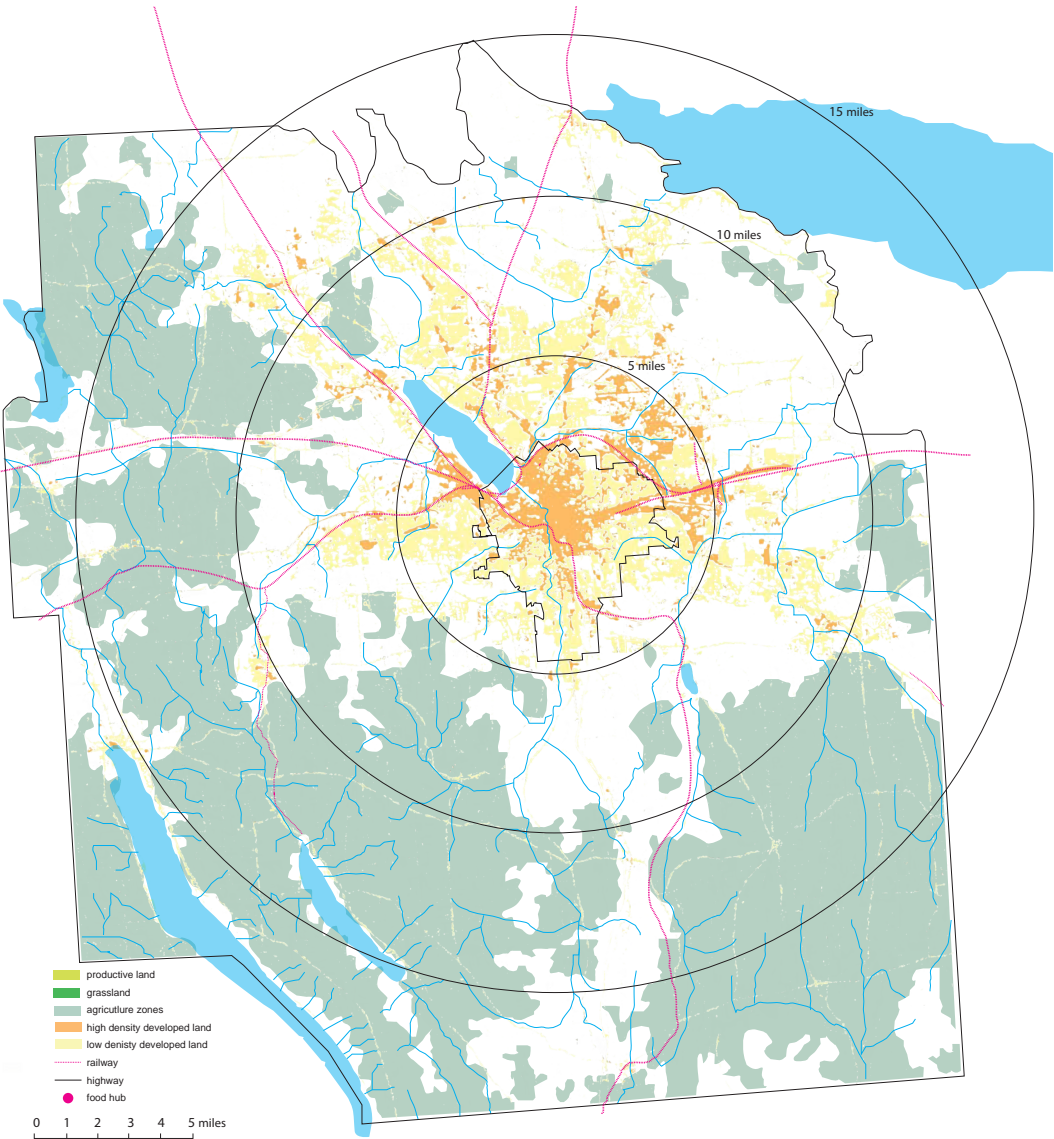 15 miles
10 miles
5 miles
productive land
grassland
agricutlure zones
high density developed land
low denisty developed land
railway
highway
food hub
0 1 2 3 4 5 miles